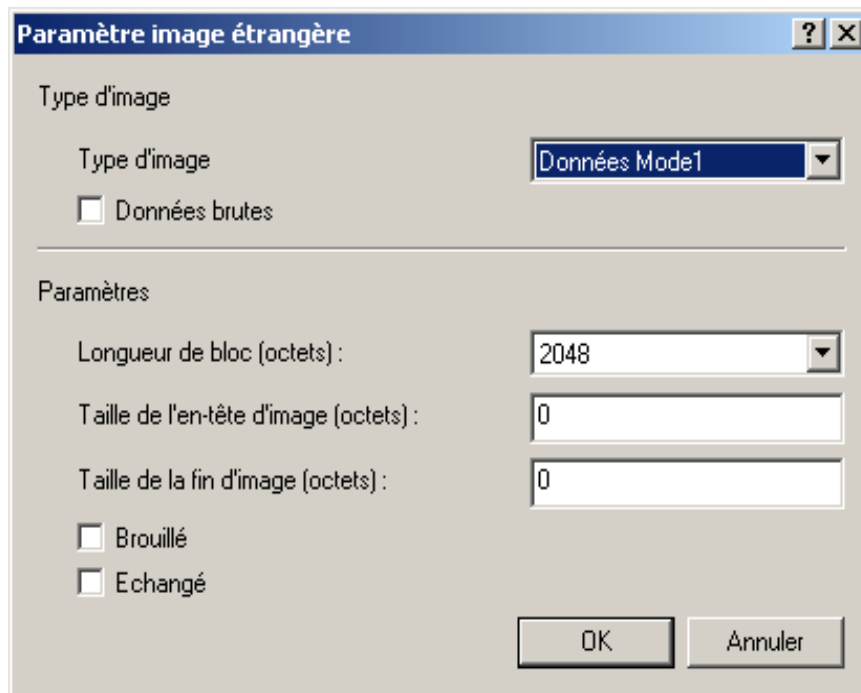 Paramètre image étrangère
Type d'image
Type d'image Données Mode1
Données brutes
Paramètres
Longueur de bloc (octets) : 2048
Taille de l'en-tête d'image (octets) : 0
Taille de la fin d'image (octets) : 0
Brouillé
Echangé
OK Annuler